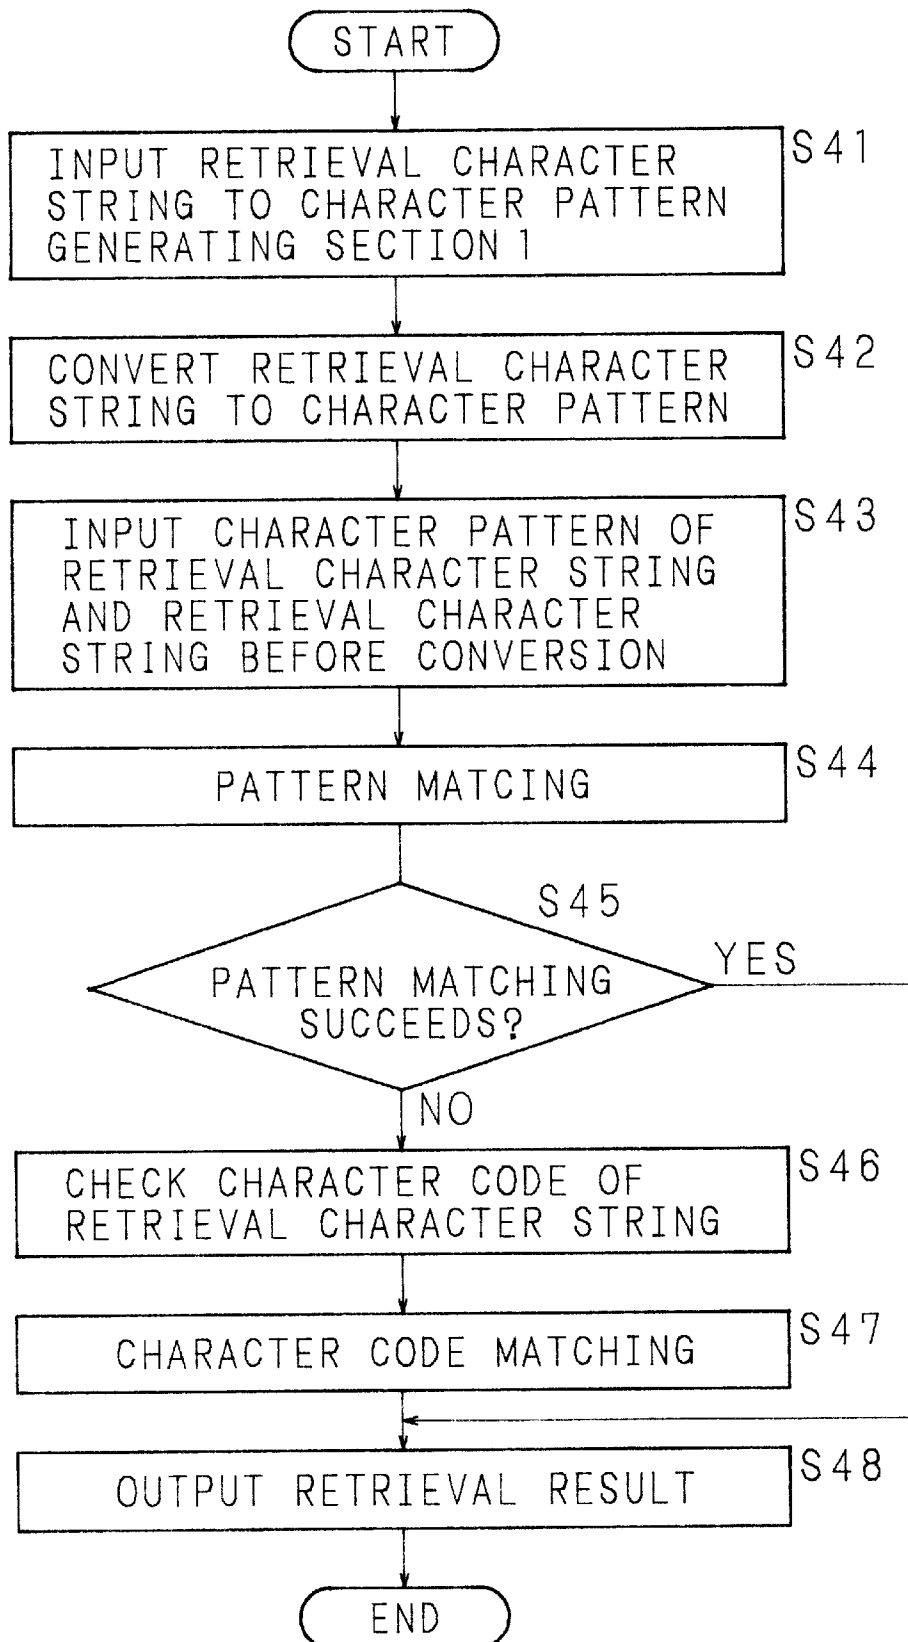 START
S41
INPUT RETRIEVAL CHARACTER
STRING TO CHARACTER PATTERN
GENERATING SECTION 1
S42
CONVERT RETRIEVAL CHARACTER
STRING TO CHARACTER PATTERN
S43
INPUT CHARACTER PATTERN OF
RETRIEVAL CHARACTER STRING
AND RETRIEVAL CHARACTER
STRING BEFORE CONVERSION
S44
PATTERN MATCING
S45
YES
PATTERN MATCHING
SUCCEEDS?
NO
S46
CHECK CHARACTER CODE OF
RETRIEVAL CHARACTER STRING
S47
CHARACTER CODE MATCHING
S48
OUTPUT RETRIEVAL RESULT
END